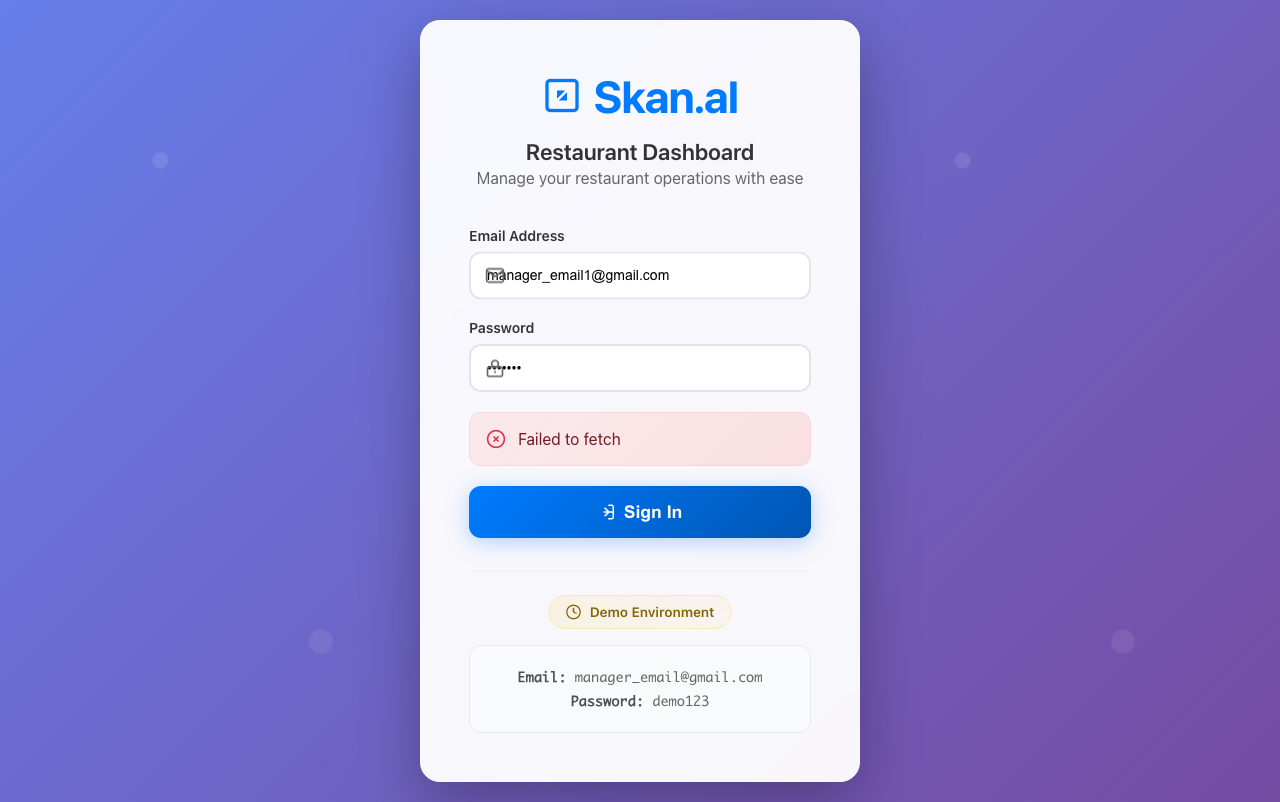 Skan.al
Restaurant Dashboard
Manage your restaurant operations with ease
Email Address
manager_email1@gmail.com
Password
•••••••
Failed to fetch
Sign In
Demo Environment
Email: manager_email@gmail.com
Password: demo123